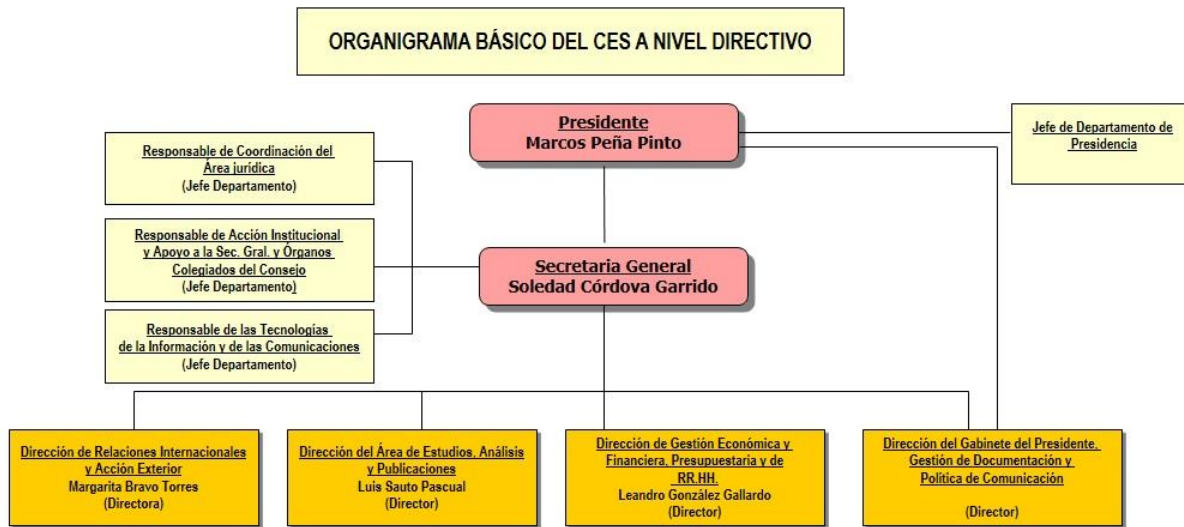 ORGANIGRAMA BÁSICO DEL CES A NIVEL DIRECTIVO
Presidente
Marcos Peña Pinto
Jefe de Departamento de
Presidencia
Responsable de Coordinación del
Área jurídica
(Jefe Departamento)
Responsable de Acción Institucional
y Apoyo a la Sec. Gral. y Órganos
Colegiados del Consejo
(Jefe Departamento)
Secretaria General
Soledad Córdova Garrido
Responsable de las Tecnologías
de la Información y de las Comunicaciones
(Jefe Departamento)
Dirección de Relaciones Internacionales
y Acción Exterior
Margarita Bravo Torres
(Directora)
Dirección del Área de Estudios, Análisis
y Publicaciones
Luis Sauto Pascual
(Director)
Dirección de Gestión Económica y
Financiera, Presupuestaria y de
RR.HH.
Leandro González Gallardo
(Director)
Dirección del Gabinete del Presidente,
Gestión de Documentación y
Política de Comunicación
(Director)